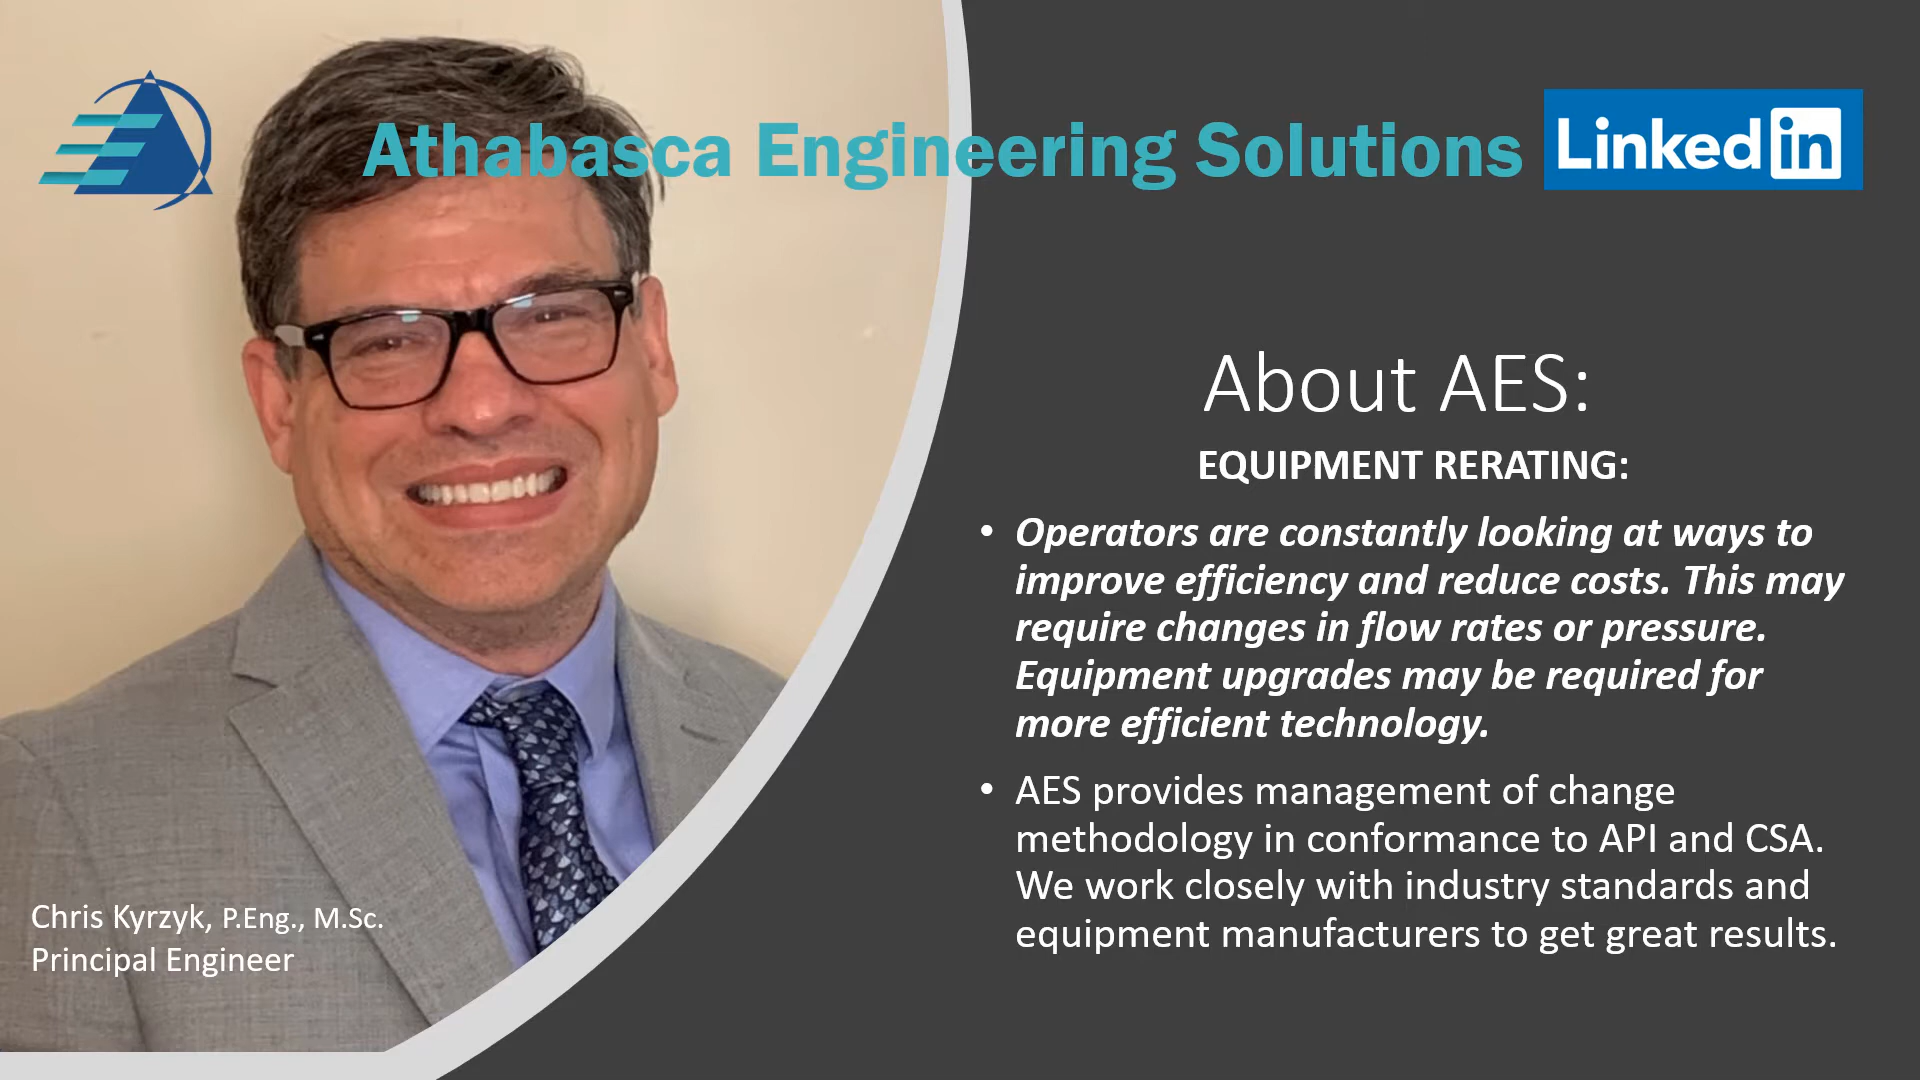 Athabasca Engineering Solutions
Linked in
About AES:
EQUIPMENT RERATING:
• Operators are constantly looking at ways to
improve efficiency and reduce costs. This may
require changes in flow rates or pressure.
Equipment upgrades may be required for
more efficient technology.
• AES provides management of change
methodology in conformance to API and CSA.
We work closely with industry standards and
equipment manufacturers to get great results.
Chris Kyrzyk, P.Eng., M.Sc.
Principal Engineer